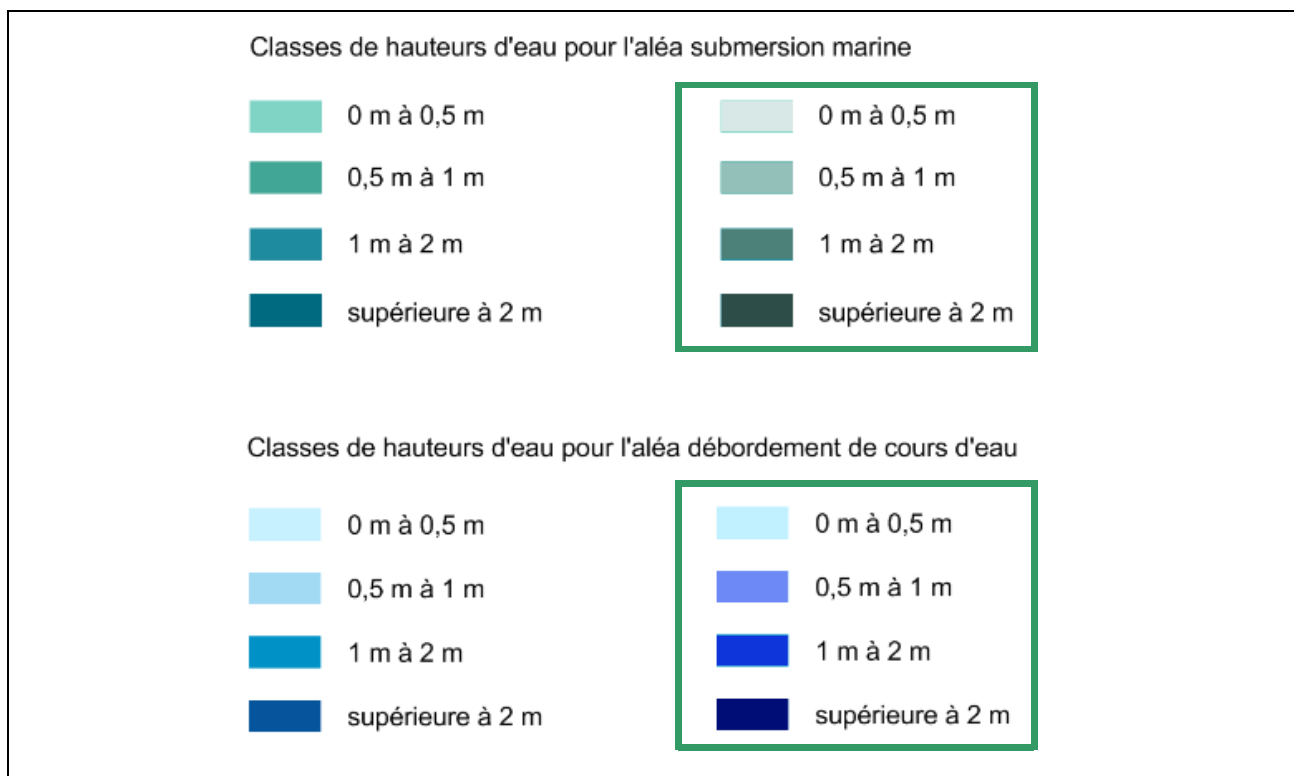 Classes de hauteurs d'eau pour l'aléa submersion marine
0 m à 0,5 m
0,5 m à 1 m
1 m à 2 m
supérieure à 2 m
0 m à 0,5 m
0,5 m à 1 m
1 m à 2 m
supérieure à 2 m
Classes de hauteurs d'eau pour l'aléa débordement de cours d'eau
0 m à 0,5 m
0,5 m à 1 m
1 m à 2 m
supérieure à 2 m
0 m à 0,5 m
0,5 m à 1 m
1 m à 2 m
supérieure à 2 m